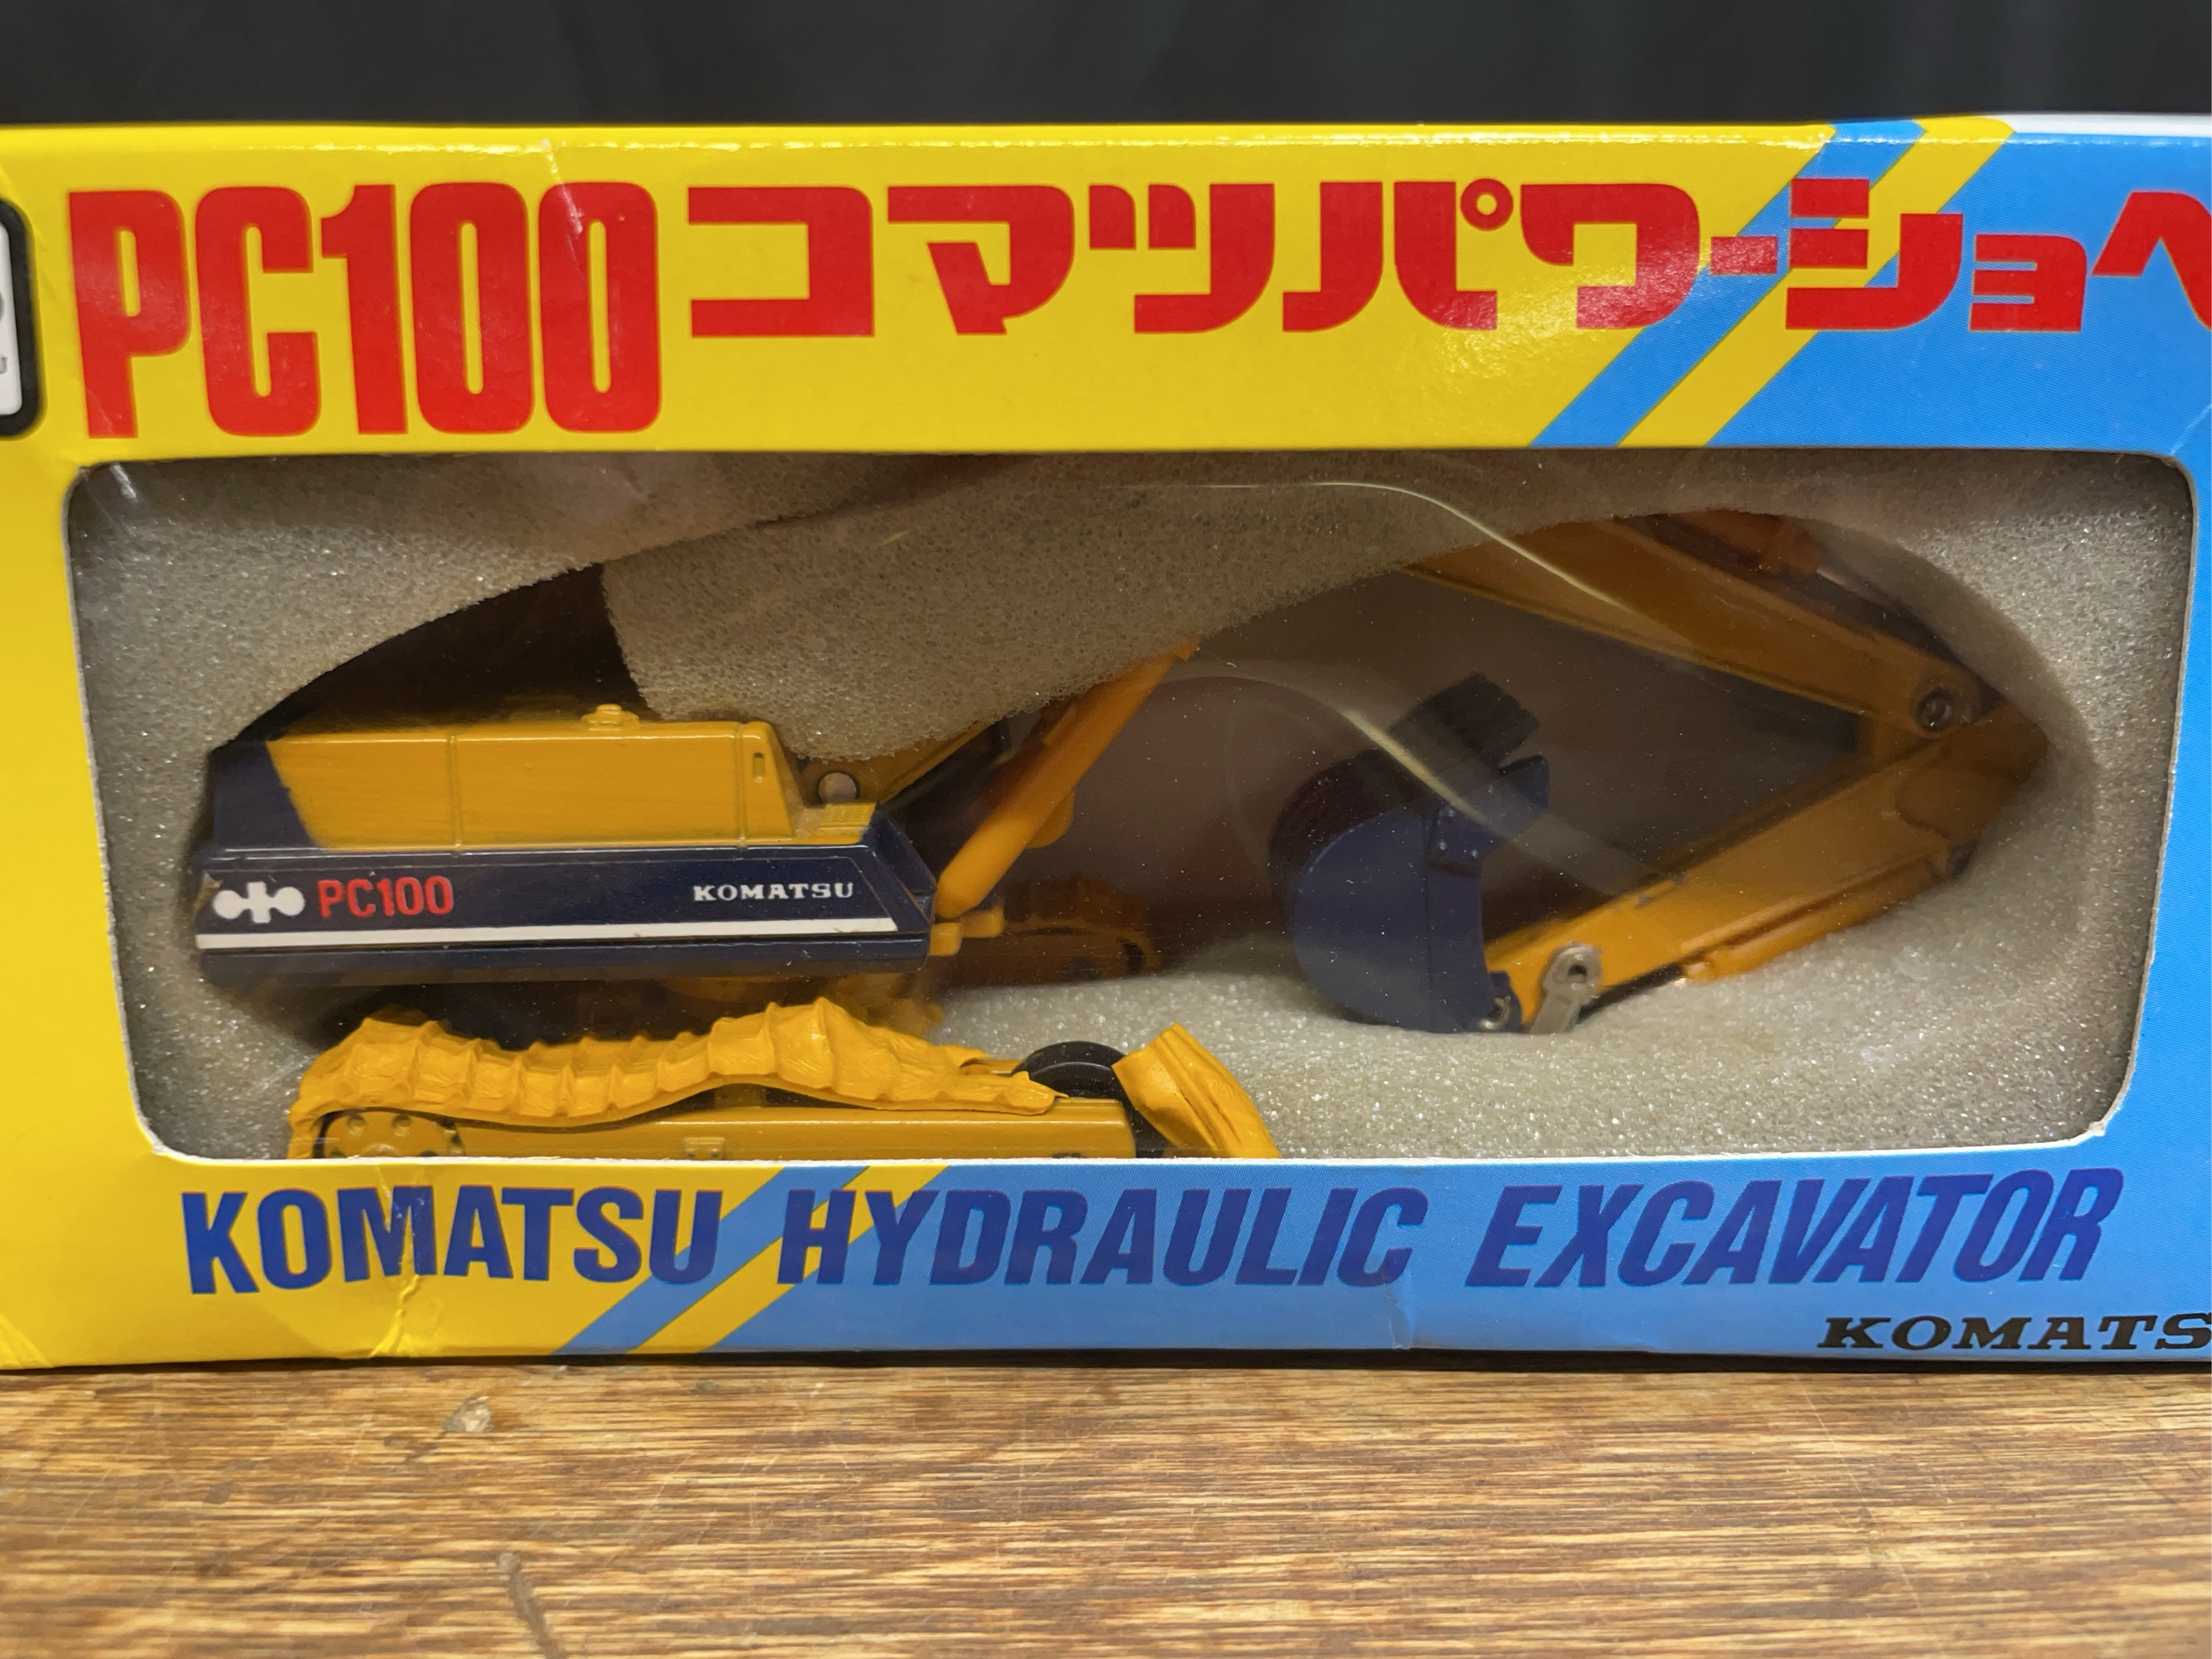 PC100コマツパワーショベ
PC100 KOMATSU
KOMATSU HYDRAULIC EXCAVATOR
KOMATS